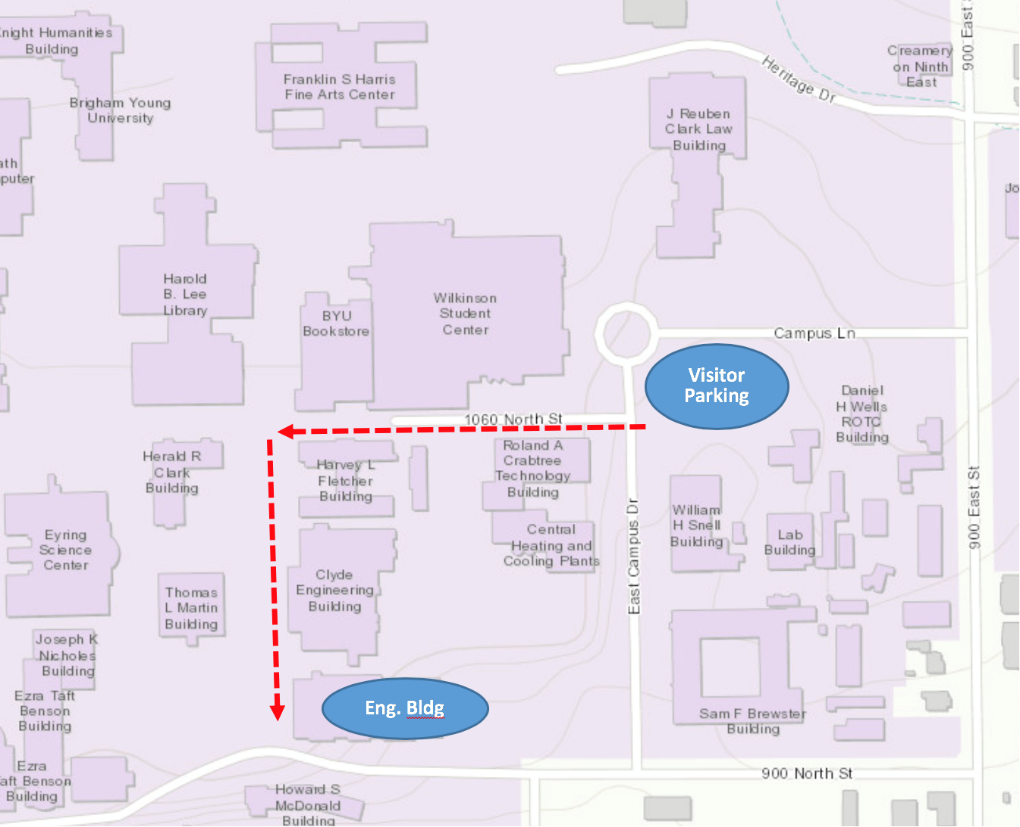 Knight Humanities
Building
Brigham Young
University
Franklin S Harris
Fine Arts Center
J Reuben
Clark Law
Building
Heritage Dr
Creamery
on Ninth
East
900 East S
Harold
B. Lee
Library
BYU
Bookstore
Wilkinson
Student
Center
Campus Ln
Visitor
Parking
Daniel
H Wells
ROTC
Building
1060 North St
Herald R
Clark
Building
Harvey L
Fletcher
Building
Roland A
Crabtree
Technology
Building
Central
Heating and
Cooling Plants
William
H Snell
Building
Lab
Building
900 East St
East Campus Dr
Eyring
Science
Center
Thomas
L Martin
Building
Clyde
Engineering
Building
Joseph K
Nicholes
Building
Ezra Taft
Benson
Building
Eng. Bldg
Sam F Brewster
Building
Ezra
Taft Benson
Building
Howard S
McDonald
Building
900 North St